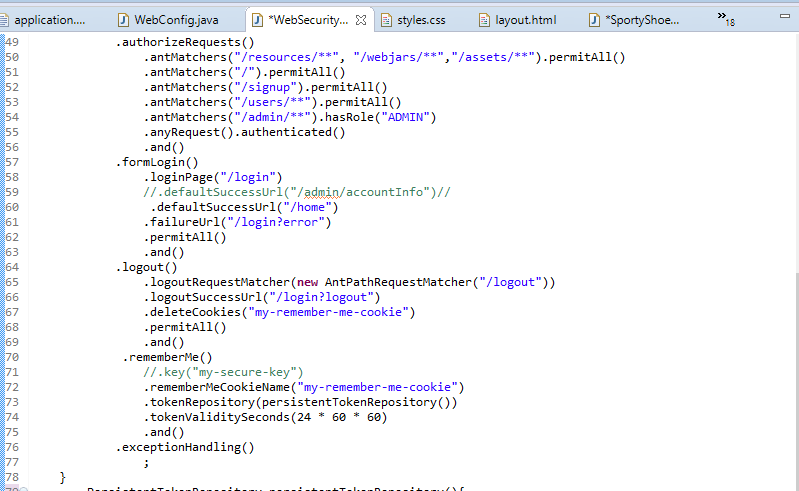 application.... WebConfig.java *WebSecurity... styles.css layout.html *SportyShoe... »18
49 .authorizeRequests()
50 .antMatchers("/resources/**", "/webjars/**","/assets/**").permitAll()
51 .antMatchers("/").permitAll()
52 .antMatchers("/signup").permitAll()
53 .antMatchers("/users/**").permitAll()
54 .antMatchers("/admin/**").hasRole("ADMIN")
55 .anyRequest().authenticated()
56 .and()
57 .formLogin()
58 .loginPage("/login")
59 //.defaultSuccessUrl("/admin/accountInfo")//
60 .defaultSuccessUrl("/home")
61 .failureUrl("/login?error")
62 .permitAll()
63 .and()
64 .logout()
65 .logoutRequestMatcher(new AntPathRequestMatcher("/logout"))
66 .logoutSuccessUrl("/login?logout")
67 .deleteCookies("my-remember-me-cookie")
68 .permitAll()
69 .and()
70 .rememberMe()
71 //.key("my-secure-key")
72 .rememberMeCookieName("my-remember-me-cookie")
73 .tokenRepository(persistentTokenRepository())
74 .tokenValiditySeconds(24 * 60 * 60)
75 .and()
76 .exceptionHandling()
77 ;
78 }
79 PersistentTokenRepository persistentTokenRepository(){